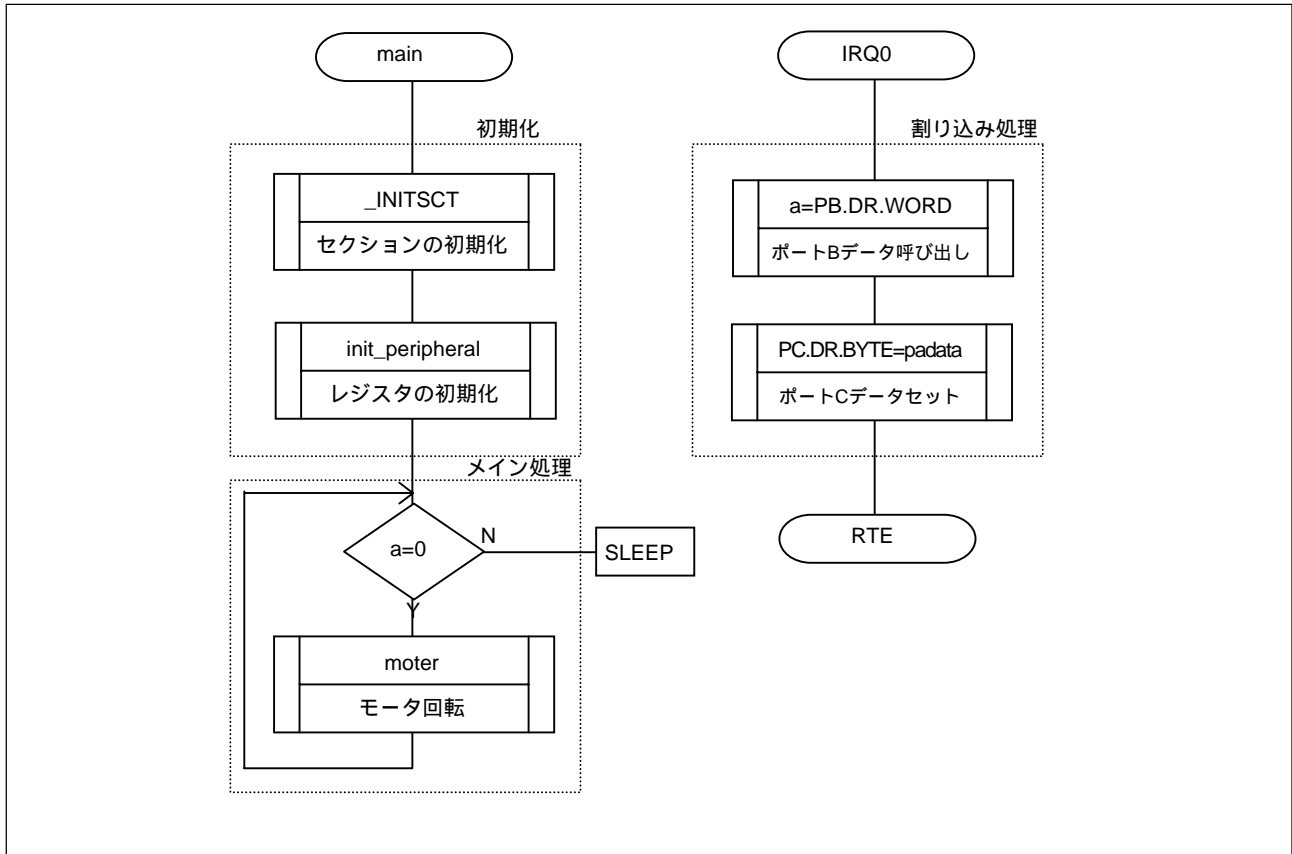 main
初期化
_INITSCT
セクションの初期化
init_peripheral
レジスタの初期化
メイン処理
a=0
N
SLEEP
Y
moter
モータ回転
IRQ0
割り込み処理
a=PB.DR.WORD
ポートBデータ呼び出し
PC.DR.BYTE=padata
ポートCデータセット
RTE